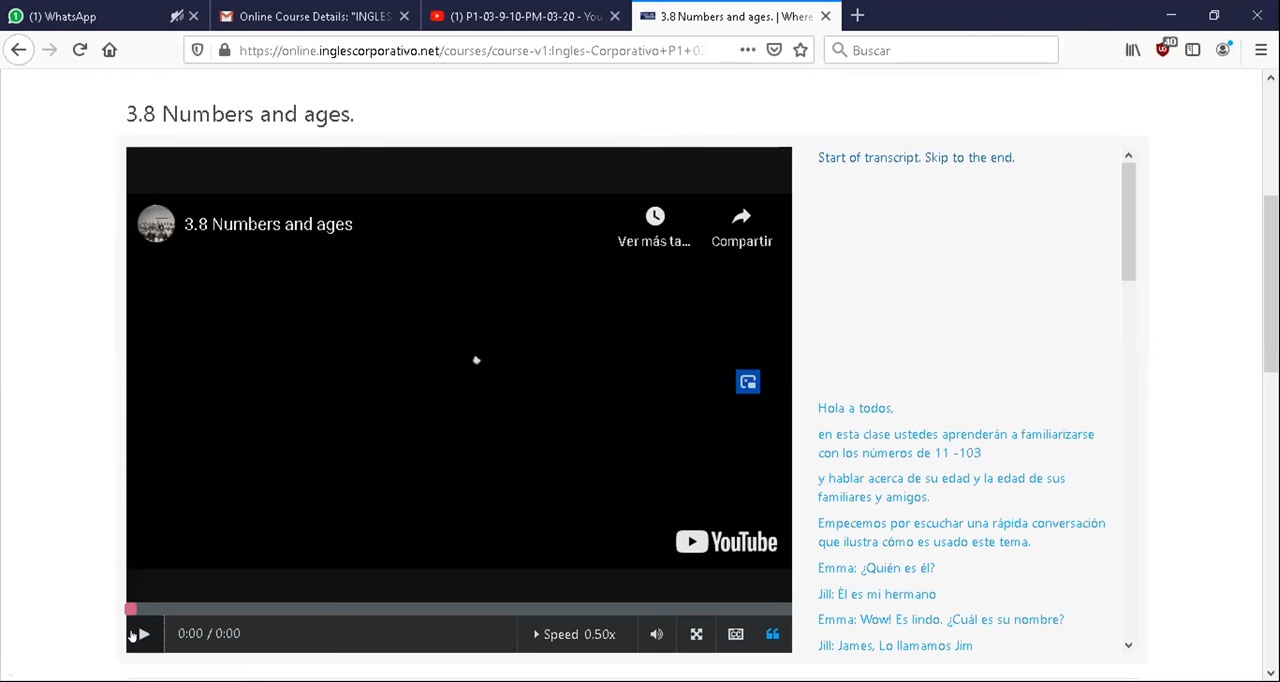 (1) WhatsApp
Online Course Details: "INGLES
(1) P1-03-9-10-PM-03-20 - You
3.8 Numbers and ages. | Where
https://online.inglescorporativo.net/courses/course-v1:Ingles-Corporativo+P1+03
Buscar
40
3.8 Numbers and ages.
3.8 Numbers and ages
Ver más ta...
Compartir
YouTube
0:00 / 0:00
Speed 0.50x
Start of transcript. Skip to the end.
Hola a todos,
en esta clase ustedes aprenderán a familiarizarse
con los números de 11 -103
y hablar acerca de su edad y la edad de sus
familiares y amigos.
Empecemos por escuchar una rápida conversación
que ilustra cómo es usado este tema.
Emma: ¿Quién es él?
Jill: Él es mi hermano
Emma: Wow! Es lindo. ¿Cuál es su nombre?
Jill: James, Lo llamamos Jim